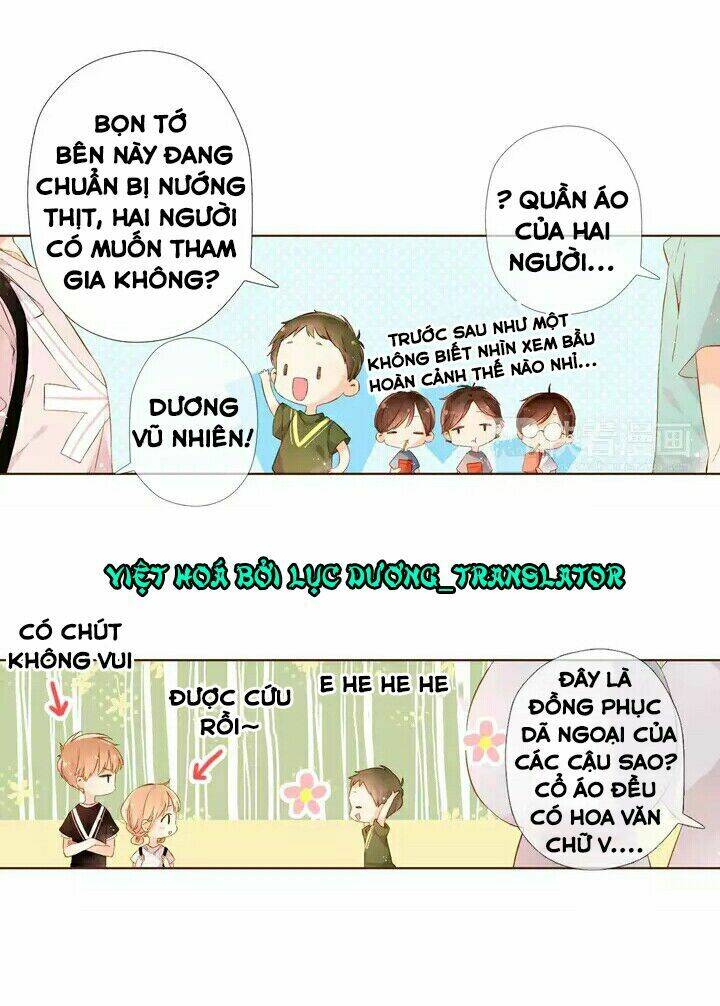 BỌN TỚ
BÊN NÀY ĐANG
CHUẨN BỊ NƯỚNG
THỊT, HAI NGƯỜI
CÓ MUỐN THAM
GIA KHÔNG?
? QUẦN ÁO
CỦA HAI
NGƯỜI...
TRƯỚC SAU NHƯ MỘT
KHÔNG BIẾT NHÌN XEM BẦU
HOÀN CẢNH THẾ NÀO NHỈ...
DƯƠNG
VŨ NHIÊN!
看漫画
VIỆT HOÁ BỞI LỤC DƯƠNG_TRANSLATOR
CÓ CHÚT
KHÔNG VUI
ĐƯỢC CỨU
RỒI~
E HE HE HE
ĐÂY LÀ
ĐỒNG PHỤC
DÃ NGOẠI CỦA
CÁC CẬU SAO?
CỔ ÁO ĐỀU
CÓ HOA VĂN
CHỮ V....